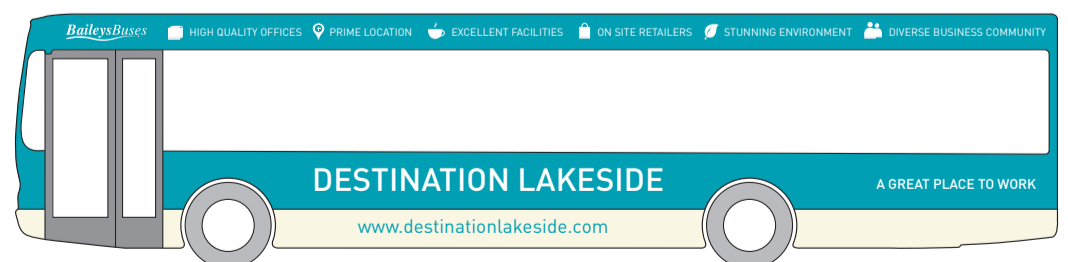 BaileysBuses HIGH QUALITY OFFICES PRIME LOCATION EXCELLENT FACILITIES ON SITE RETAILERS STUNNING ENVIRONMENT DIVERSE BUSINESS COMMUNITY
DESTINATION LAKESIDE
A GREAT PLACE TO WORK
www.destinationlakeside.com